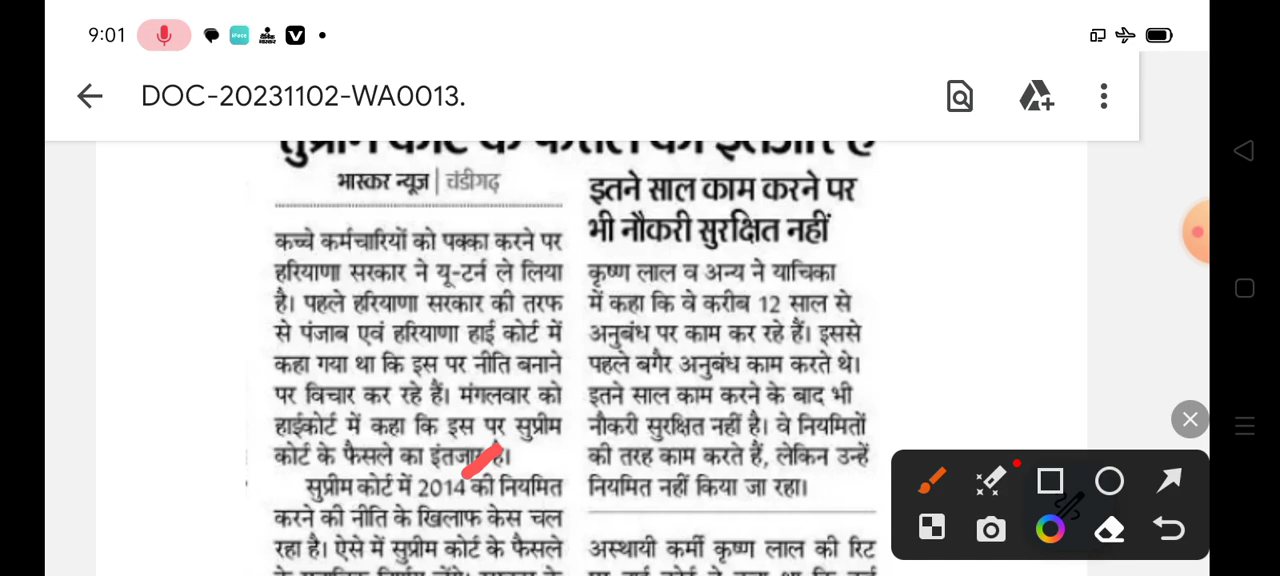 9:01
DOC-20231102-WA0013.
सुप्रीम कोर्ट के फैसले का इंतजार है
भास्कर न्यूज | चंडीगढ़
कच्चे कर्मचारियों को पक्का करने पर
हरियाणा सरकार ने यू-टर्न ले लिया
है। पहले हरियाणा सरकार की तरफ
से पंजाब एवं हरियाणा हाई कोर्ट में
कहा गया था कि इस पर नीति बनाने
पर विचार कर रहे हैं। मंगलवार को
हाईकोर्ट में कहा कि इस पर सुप्रीम
कोर्ट के फैसले का इंतजार है।
सुप्रीम कोर्ट में 2014 की नियमित
करने की नीति के खिलाफ केस चल
रहा है। ऐसे में सुप्रीम कोर्ट के फैसले
इतने साल काम करने पर
भी नौकरी सुरक्षित नहीं
कृष्ण लाल व अन्य ने याचिका
में कहा कि वे करीब 12 साल से
अनुबंध पर काम कर रहे हैं। इससे
पहले बगैर अनुबंध काम करते थे।
इतने साल काम करने के बाद भी
नौकरी सुरक्षित नहीं है। वे नियमितों
की तरह काम करते हैं, लेकिन उन्हें
नियमित नहीं किया जा रहा।
अस्थायी कर्मी कृष्ण लाल की रिट